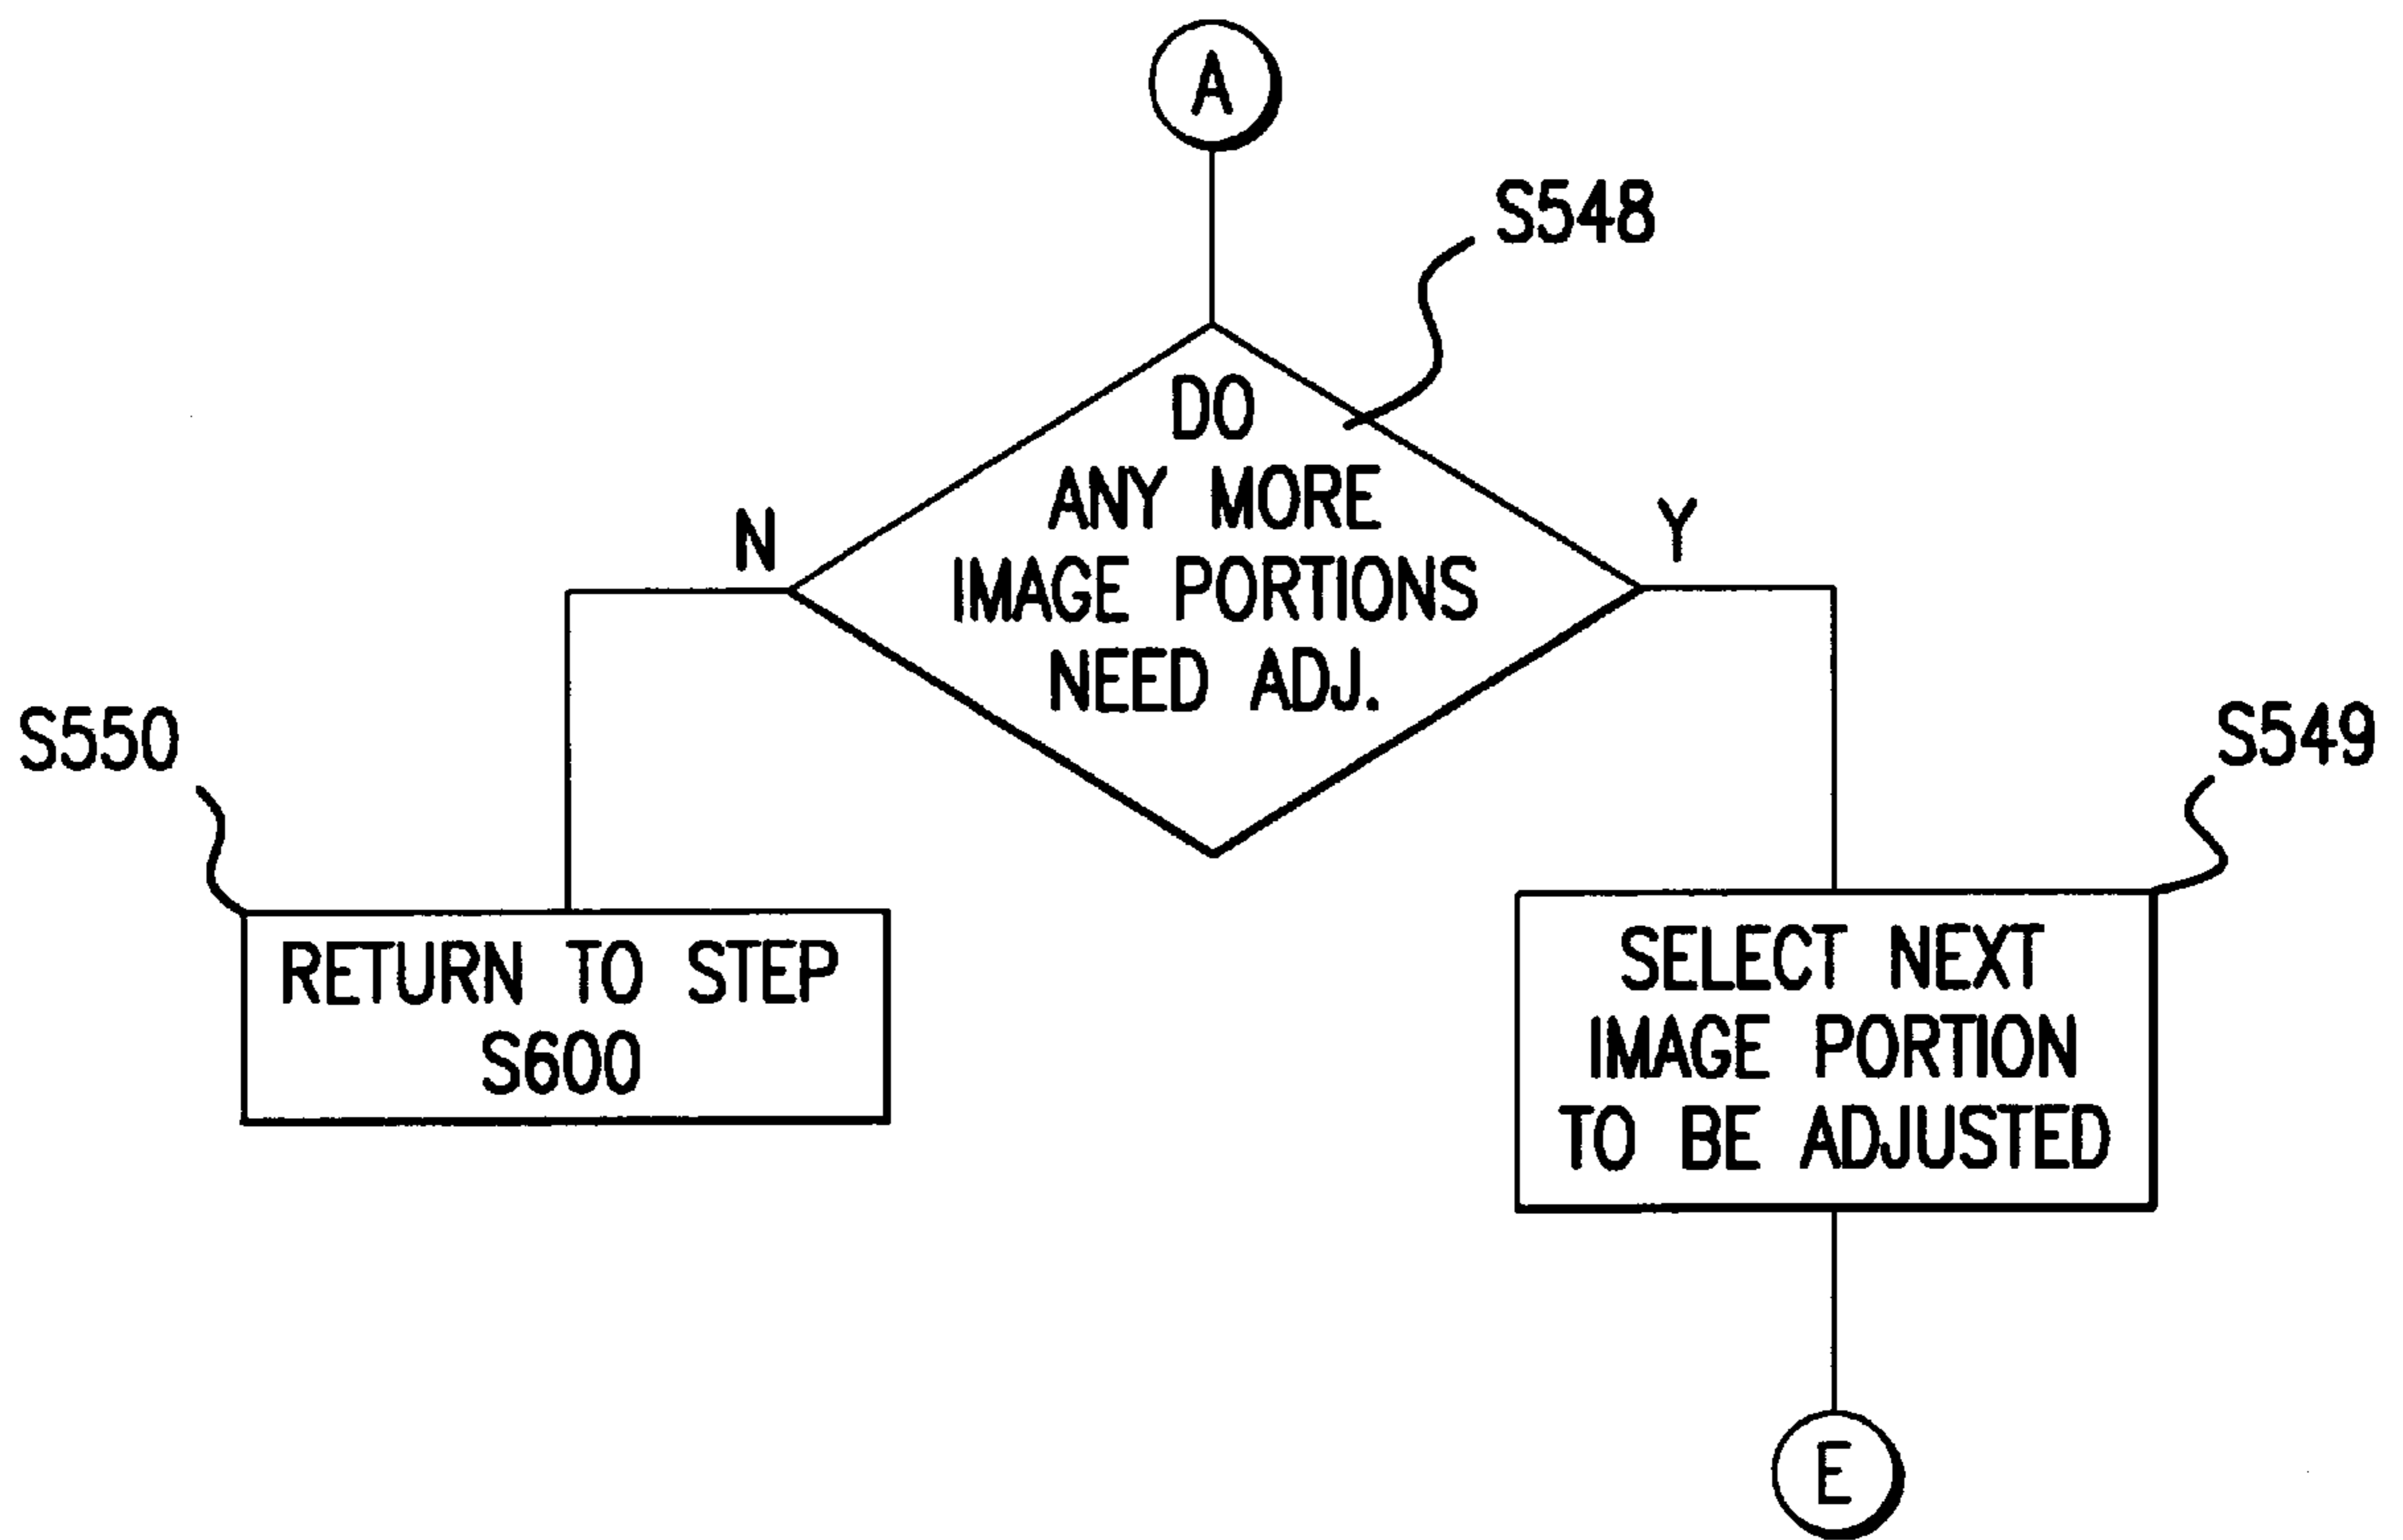 A
S548
DO
ANY MORE
IMAGE PORTIONS
NEED ADJ.
N
Y
S550
RETURN TO STEP
S600
S549
SELECT NEXT
IMAGE PORTION
TO BE ADJUSTED
E